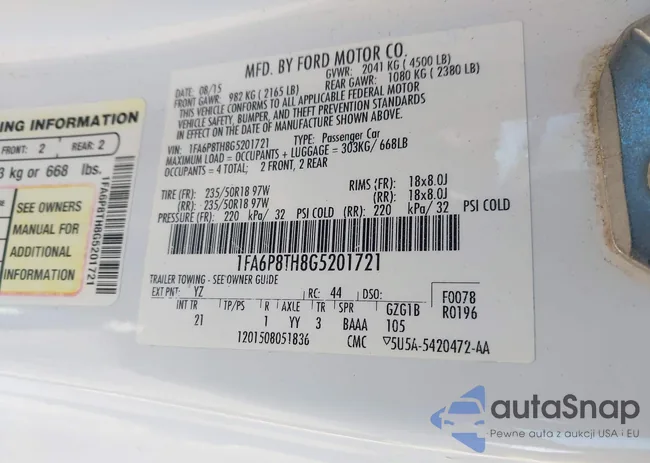 MFD. BY FORD MOTOR CO.
DATE: 08/15 GVWR: 2041 KG ( 4500 LB)
FRONT GAWR: 982 KG ( 2165 LB) 1080 KG ( 2380 LB)
12TAR GAWR:
THIS VEHICLE CONFORMS TO ALL APPLICABLE FEDERAL MOTOR
VEHICLE SAFETY, BUMPER, AND THEFT PREVENTION STANDARDS
IN EFFECT ON THE DATE OF MANUFACTURE SHOWN ABOVE.
VIN: 1FA6P8TH8G5201721 TYPE: Passenger Car
MAXIMUM LOAD = OCCUPANTS + LUGGAGE = 303KG/ 668LB
OCCUPANTS = 4 TOTAL; 2 FRONT, 2 REAR
TIRE (FR): 235/50R18 97W RIMS (FR): 18x8.0J
(RR): 235/50R18 97W (RR): 18x8.0J
PRESSURE (FR): 220 kPa/ 32 PSI COLD (RR): 220 kPa/ 32 PSI COLD
1FA6P8TH8G5201721
TRAILER TOWING - SEE OWNER GUIDE
EXT PNT: YZ RC: 44 DSO: F0078
INT TR TP/PS R AXLE TR SPR GZG1B R0196
21 1 YY 3 BAAA 105
1201508051836 CMC ▽5U5A-5420472-AA
ING INFORMATION
FRONT: 2 REAR: 2
3 kg or 668 lbs.
SEE OWNERS
MANUAL FOR
ADDITIONAL
INFORMATION
1FA6P8TH8G5201721
autaSnap
Pewne auta z aukcji USA i EU